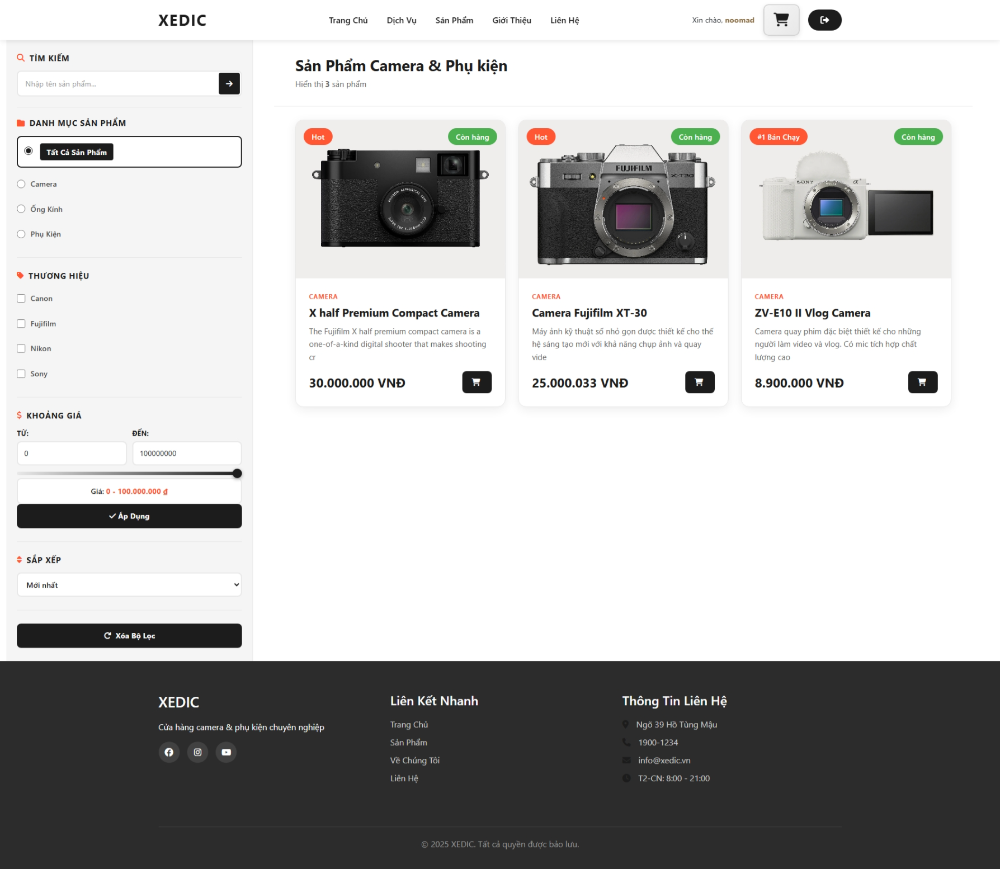 XEDIC
Trang Chủ
Dịch Vụ
Sản Phẩm
Giới Thiệu
Liên Hệ
Xin chào, noomad
TÌM KIẾM
Nhập tên sản phẩm...
DANH MỤC SẢN PHẨM
Tất Cả Sản Phẩm
Camera
Ống Kính
Phụ Kiện
THƯƠNG HIỆU
Canon
Fujifilm
Nikon
Sony
$ KHOẢNG GIÁ
TỪ:
ĐẾN:
0
100000000
Giá: 0 - 100.000.000 ₫
Áp Dụng
SẮP XẾP
Mới nhất
Xóa Bộ Lọc
Sản Phẩm Camera & Phụ kiện
Hiển thị 3 sản phẩm
Hot
Còn hàng
CAMERA
X half Premium Compact Camera
The Fujifilm X half premium compact camera is a
one-of-a-kind digital shooter that makes shooting
cr
30.000.000 VNĐ
Hot
Còn hàng
FUJIFILM
X-T30
CAMERA
Camera Fujifilm XT-30
Máy ảnh kỹ thuật số nhỏ gọn được thiết kế cho thế
hệ sáng tạo mới với khả năng chụp ảnh và quay
vide
25.000.033 VNĐ
#1 Bán Chạy
Còn hàng
SONY
α
CAMERA
ZV-E10 II Vlog Camera
Camera quay phim đặc biệt thiết kế cho những
người làm video và vlog. Có mic tích hợp chất
lượng cao
8.900.000 VNĐ
XEDIC
Cửa hàng camera & phụ kiện chuyên nghiệp
Liên Kết Nhanh
Trang Chủ
Sản Phẩm
Về Chúng Tôi
Liên Hệ
Thông Tin Liên Hệ
Ngõ 39 Hồ Tùng Mậu
1900-1234
info@xedic.vn
T2-CN: 8:00 - 21:00
© 2025 XEDIC. Tất cả quyền được bảo lưu.